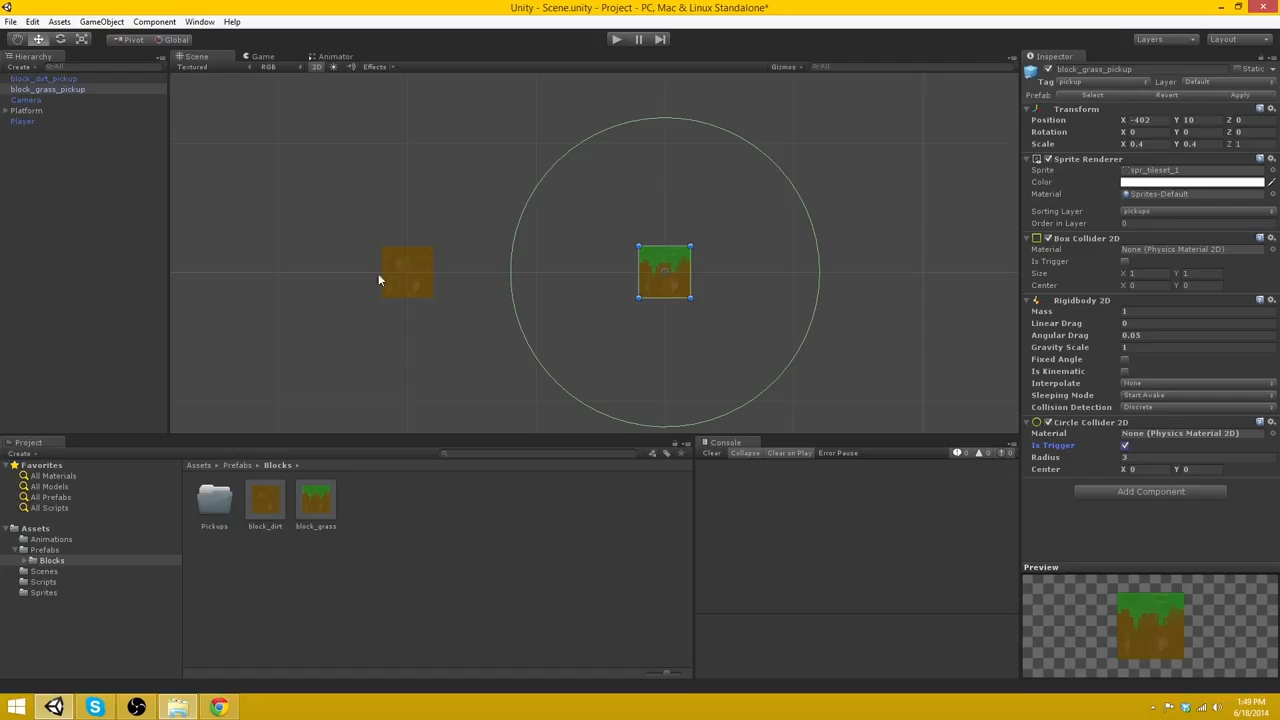 Unity - Scene.unity - Project - PC, Mac & Linux Standalone*
File Edit Assets GameObject Component Window Help
Pivot Global Layers Layout
Hierarchy
Create All
block_dirt_pickup
block_grass_pickup
Camera
Platform
Player
Scene Game Animator
Textured RGB 2D Effects Gizmos All
Inspector
block_grass_pickup Static
Tag pickup Layer Default
Prefab Select Revert Apply
Transform
Position X -402 Y 10 Z 0
Rotation X 0 Y 0 Z 0
Scale X 0.4 Y 0.4 Z 1
Sprite Renderer
Sprite spr_tileset_1
Color
Material Sprites-Default
Sorting Layer pickups
Order in Layer 0
Box Collider 2D
Material None (Physics Material 2D)
Is Trigger
Size X 1 Y 1
Center X 0 Y 0
Rigidbody 2D
Mass 1
Linear Drag 0
Angular Drag 0.05
Gravity Scale 1
Fixed Angle
Is Kinematic
Interpolate None
Sleeping Mode Start Awake
Collision Detection Discrete
Circle Collider 2D
Material None (Physics Material 2D)
Is Trigger
Radius 3
Center X 0 Y 0
Add Component
Preview
Project
Create
Favorites
All Materials
All Models
All Prefabs
All Scripts
Assets
Animations
Prefabs
Blocks
Scenes
Scripts
Sprites
Assets Prefabs Blocks
Pickups block_dirt block_grass
Console
Clear Collapse Clear on Play Error Pause 0 0 0
1:49 PM
6/18/2014